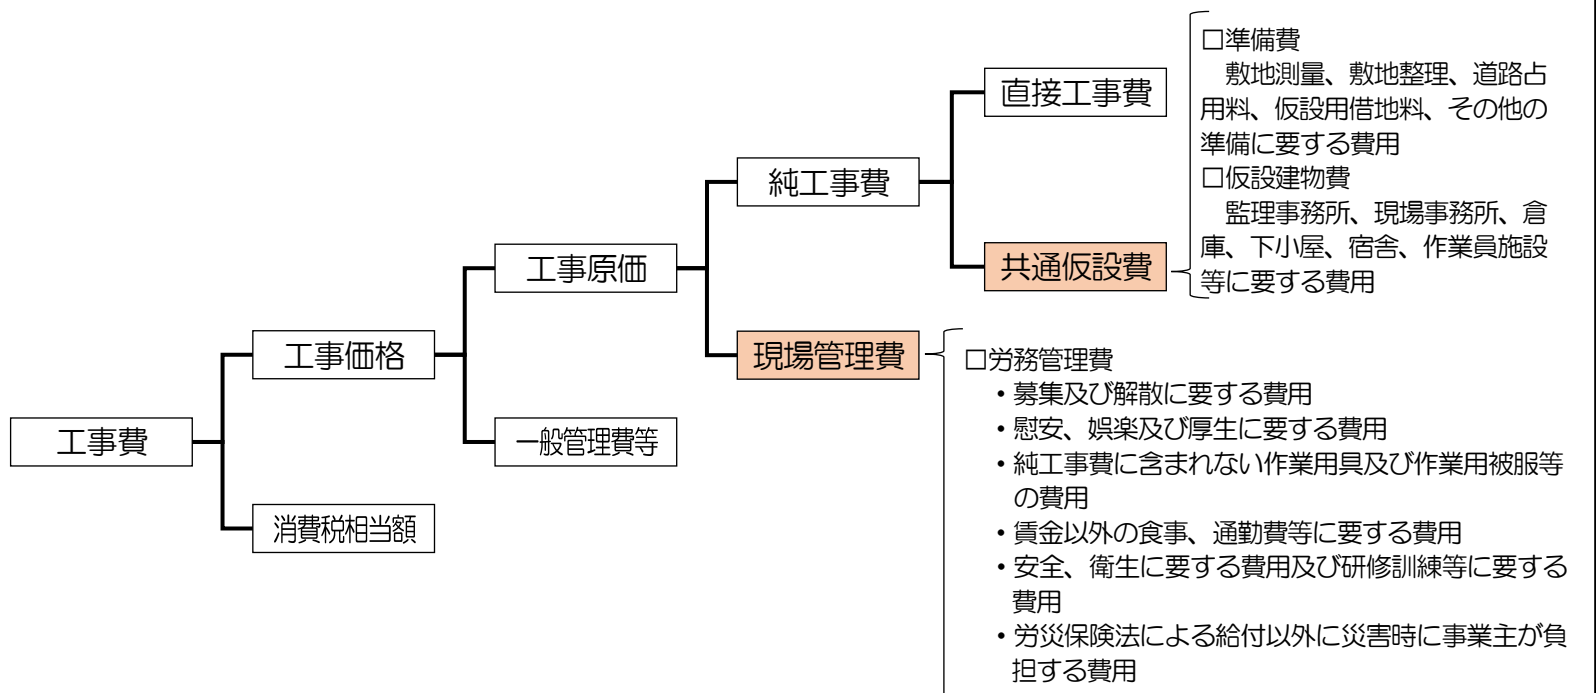 工事費
工事価格
消費税相当額
工事原価
一般管理費等
純工事費
現場管理費
直接工事費
共通仮設費
□準備費
敷地測量、敷地整理、道路占
用料、仮設用借地料、その他の
準備に要する費用
□仮設建物費
監理事務所、現場事務所、倉
庫、下小屋、宿舎、作業員施設
等に要する費用
□労務管理費
・募集及び解散に要する費用
・慰安、娯楽及び厚生に要する費用
・純工事費に含まれない作業用具及び作業用被服等
の費用
・賃金以外の食事、通勤費等に要する費用
・安全、衛生に要する費用及び研修訓練等に要する
費用
・労災保険法による給付以外に災害時に事業主が負
担する費用